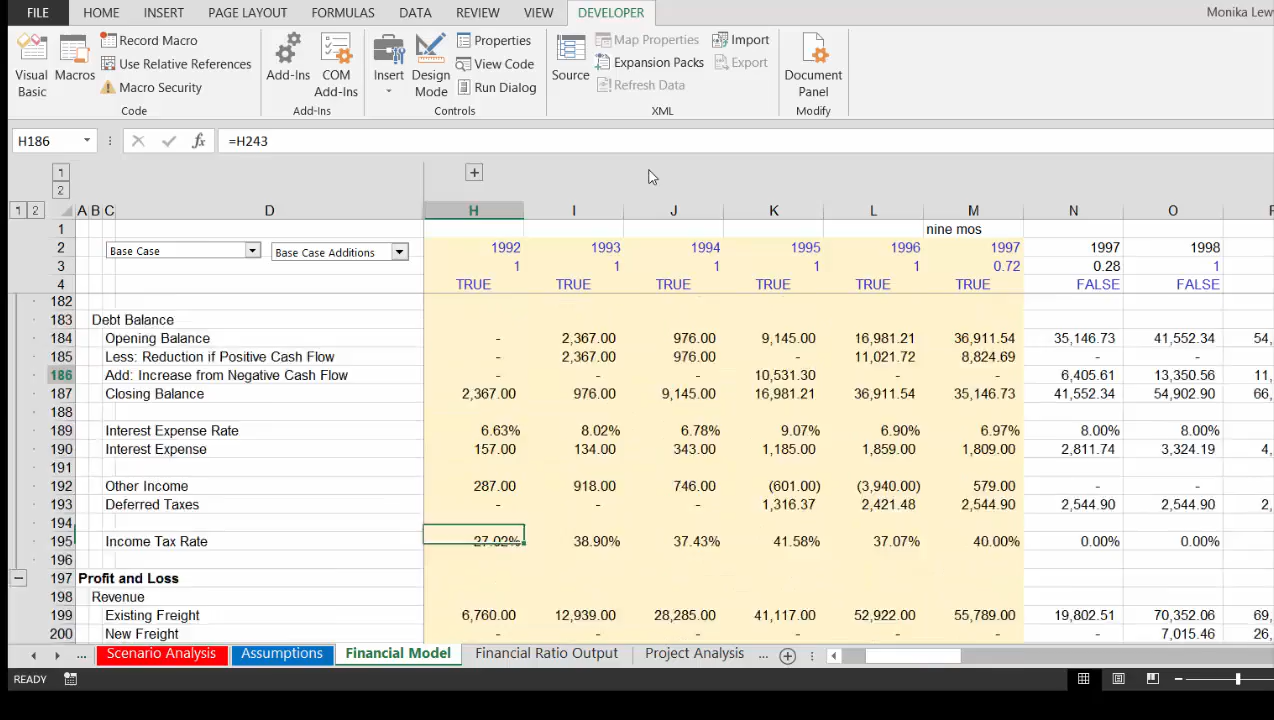 FILE HOME INSERT PAGE LAYOUT FORMULAS DATA REVIEW VIEW DEVELOPER Monika Lew
Visual Basic
Macros
Record Macro
Use Relative References
Macro Security
Code
Add-Ins
COM Add-Ins
Add-Ins
Insert
Design Mode
Properties
View Code
Run Dialog
Controls
Source
Map Properties
Expansion Packs
Refresh Data
Import
Export
XML
Document Panel
Modify
H186 fx =H243
1 +
2
1 2 A B C D H I J K L M N O
1 nine mos
2 Base Case Base Case Additions 1992 1993 1994 1995 1996 1997 1997 1998
3 1 1 1 1 1 0.72 0.28 1
4 TRUE TRUE TRUE TRUE TRUE TRUE FALSE FALSE
182
183 Debt Balance
184 Opening Balance - 2,367.00 976.00 9,145.00 16,981.21 36,911.54 35,146.73 41,552.34 54,
185 Less: Reduction if Positive Cash Flow - 2,367.00 976.00 - 11,021.72 8,824.69 - -
186 Add: Increase from Negative Cash Flow - - - 10,531.30 - - 6,405.61 13,350.56 11,
187 Closing Balance 2,367.00 976.00 9,145.00 16,981.21 36,911.54 35,146.73 41,552.34 54,902.90 66,
188
189 Interest Expense Rate 6.63% 8.02% 6.78% 9.07% 6.90% 6.97% 8.00% 8.00%
190 Interest Expense 157.00 134.00 343.00 1,185.00 1,859.00 1,809.00 2,811.74 3,324.19 4,
191
192 Other Income 287.00 918.00 746.00 (601.00) (3,940.00) 579.00 - -
193 Deferred Taxes - - - 1,316.37 2,421.48 2,544.90 2,544.90 2,544.90 2,
194
195 Income Tax Rate 27.02% 38.90% 37.43% 41.58% 37.07% 40.00% 0.00% 0.00%
196
197 Profit and Loss
198 Revenue
199 Existing Freight 6,760.00 12,939.00 28,285.00 41,117.00 52,922.00 55,789.00 19,802.51 70,352.06 69,
200 New Freight - - - - - - - 7,015.46 26,
... Scenario Analysis Assumptions Financial Model Financial Ratio Output Project Analysis ...
READY